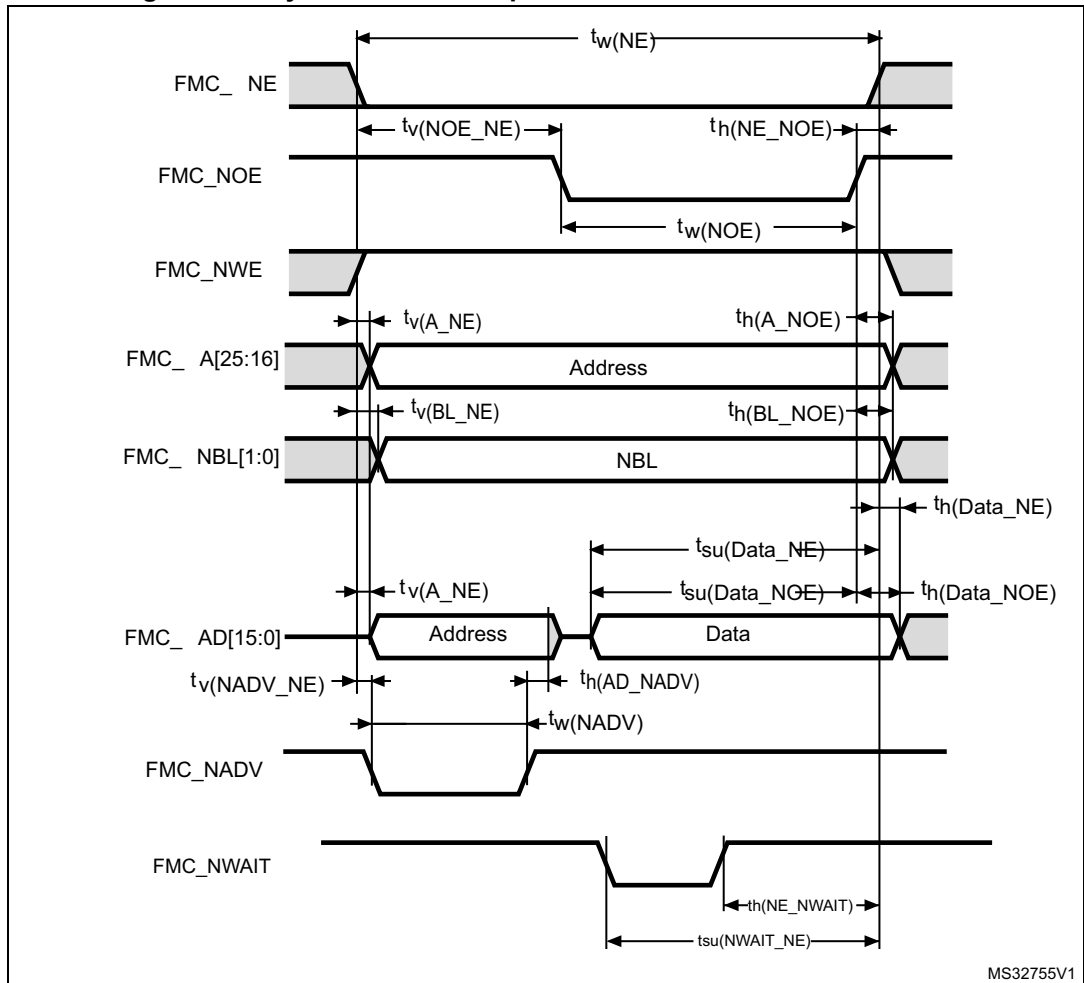 tw(NE)
FMC_ NE
tv(NOE_NE)
th(NE_NOE)
FMC_NOE
tw(NOE)
FMC_NWE
tv(A_NE)
th(A_NOE)
FMC_ A[25:16]
Address
tv(BL_NE)
th(BL_NOE)
FMC_ NBL[1:0]
NBL
th(Data_NE)
tsu(Data_NE)
tv(A_NE)
tsu(Data_NOE)
th(Data_NOE)
FMC_ AD[15:0]
Address
Data
tv(NADV_NE)
th(AD_NADV)
tw(NADV)
FMC_NADV
FMC_NWAIT
th(NE_NWAIT)
tsu(NWAIT_NE)
MS32755V1